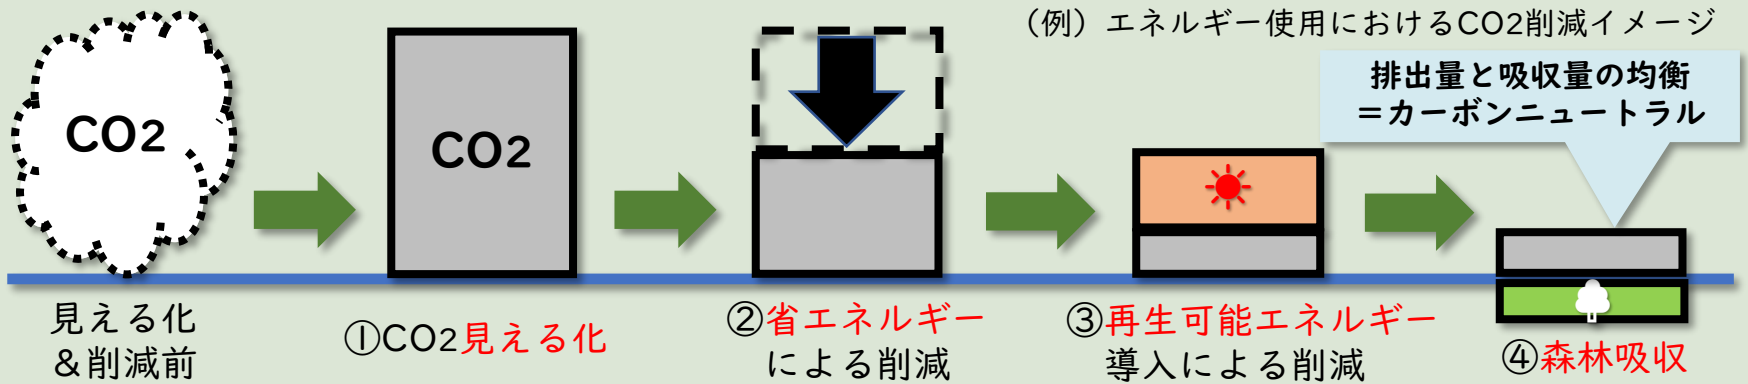 （例）エネルギー使用におけるCO2削減イメージ
排出量と吸収量の均衡
＝カーボンニュートラル
CO2
CO2
見える化
＆削減前
①CO2見える化
②省エネルギー
による削減
③再生可能エネルギー
導入による削減
④森林吸収